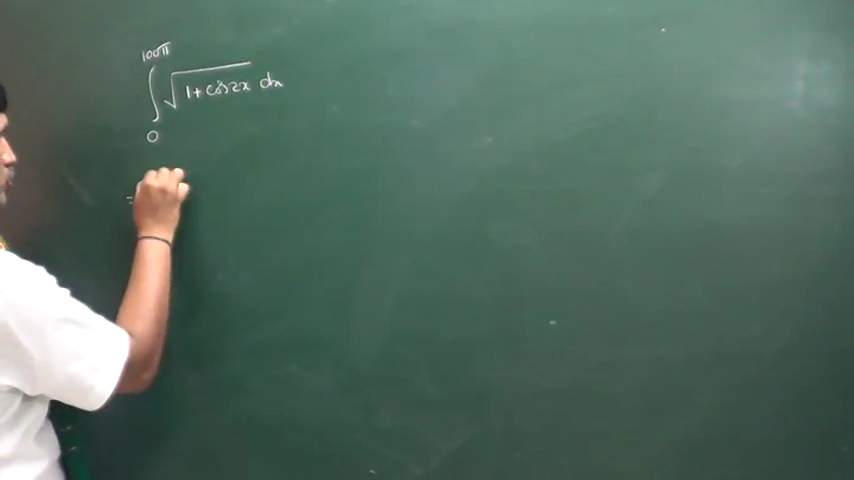 ∫₀^{100π} √(1+cos2x) dx
=